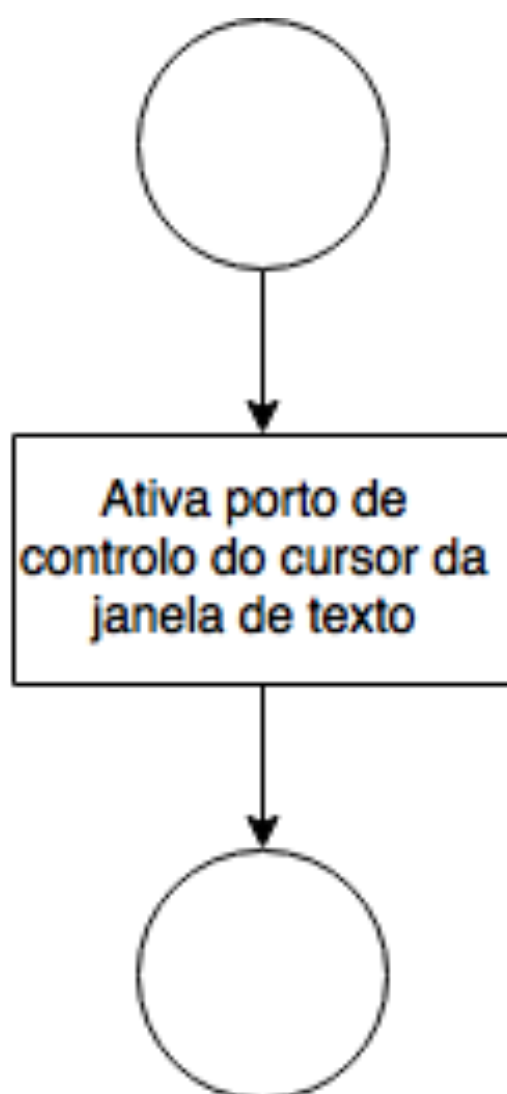 Ativa porto de
controlo do cursor da
janela de texto